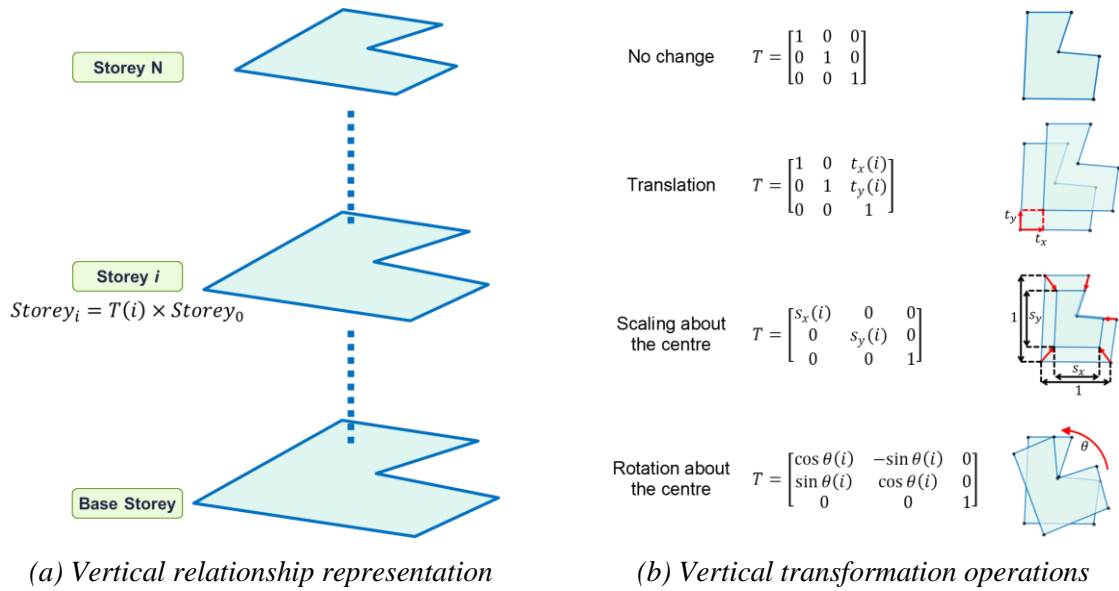 Storey N
Storey i
Storey_i = T(i) × Storey_0
Base Storey
(a) Vertical relationship representation
No change
T = [1 0 0
0 1 0
0 0 1]
Translation
T = [1 0 t_x(i)
0 1 t_y(i)
0 0 1]
t_y
t_x
Scaling about
the centre
T = [s_x(i) 0 0
0 s_y(i) 0
0 0 1]
1
s_y
s_x
1
Rotation about
the centre
T = [cos θ(i) −sin θ(i) 0
sin θ(i) cos θ(i) 0
0 0 1]
θ
(b) Vertical transformation operations